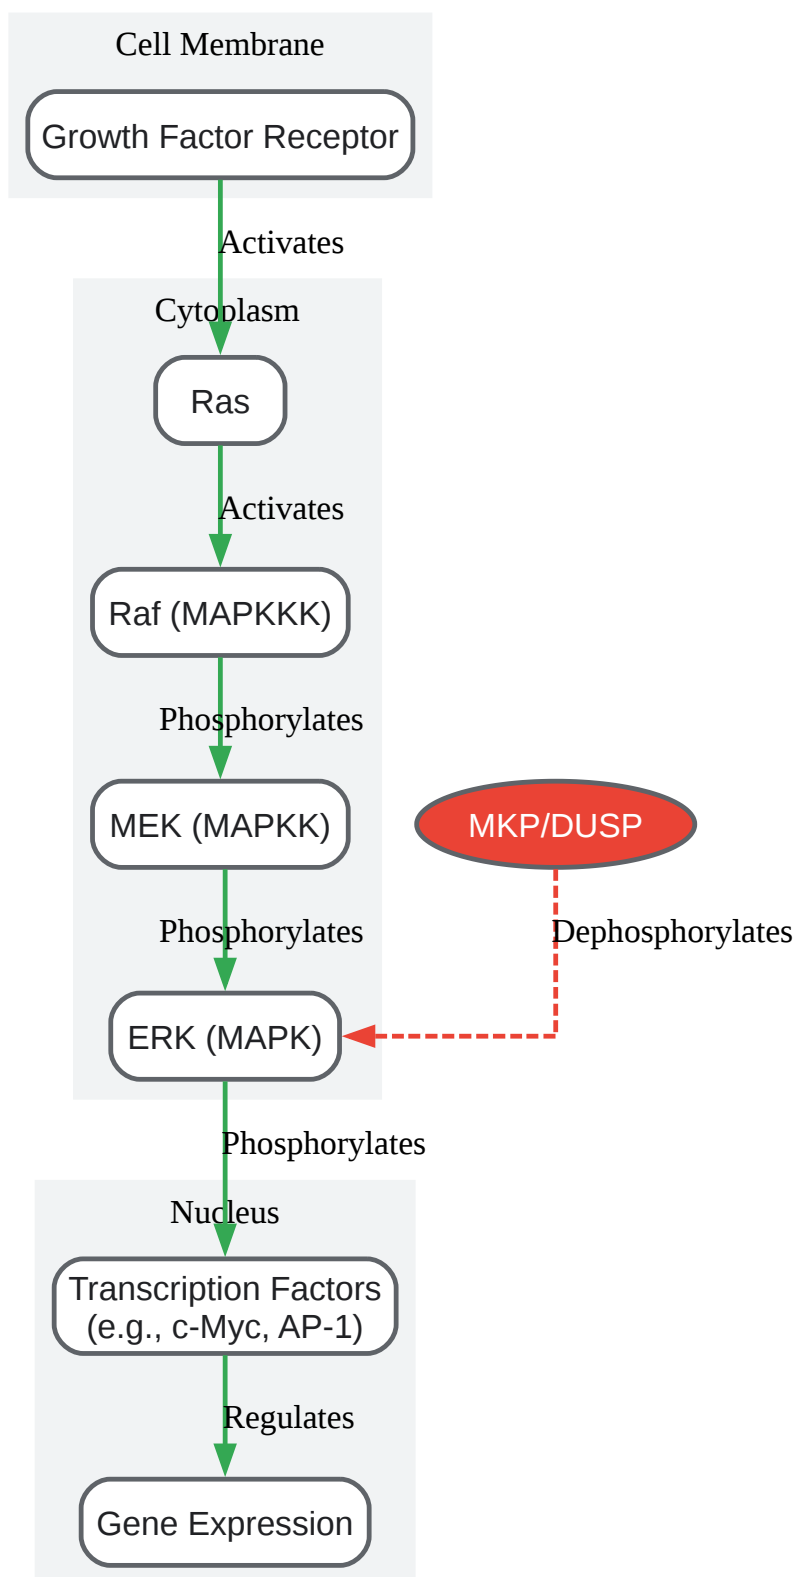 Cell Membrane
Growth Factor Receptor
Activates
Cytoplasm
Ras
Activates
Raf (MAPKKK)
Phosphorylates
MEK (MAPKK)
MKP/DUSP
Phosphorylates
Dephosphorylates
ERK (MAPK)
Phosphorylates
Nucleus
Transcription Factors
(e.g., c-Myc, AP-1)
Regulates
Gene Expression